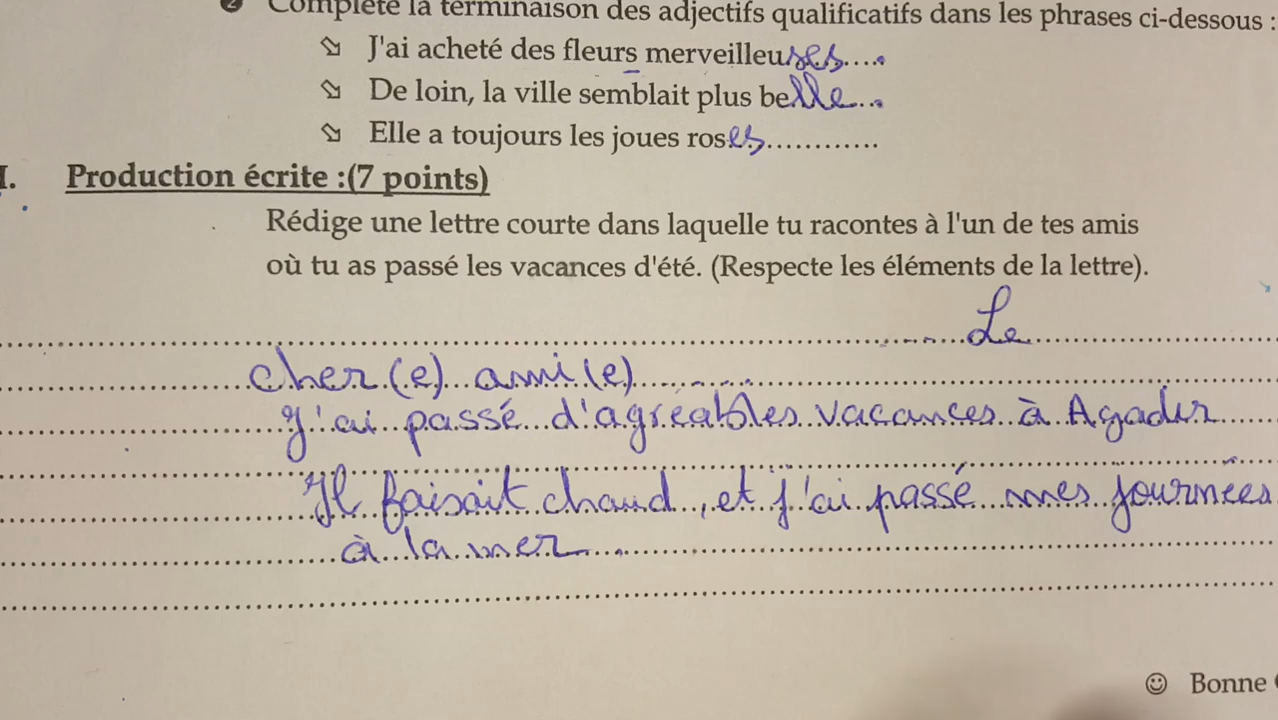 ❷ Complète la terminaison des adjectifs qualificatifs dans les phrases ci-dessous :
J'ai acheté des fleurs merveilleuses.....
De loin, la ville semblait plus belle...
Elle a toujours les joues roses............
I. Production écrite :(7 points)
Rédige une lettre courte dans laquelle tu racontes à l'un de tes amis
où tu as passé les vacances d'été. (Respecte les éléments de la lettre).
Le
cher(e) ami(e)
J'ai passé d'agréables vacances à Agadir
Il faisait chaud, et j'ai passé mes journées
à la mer
☺ Bonne